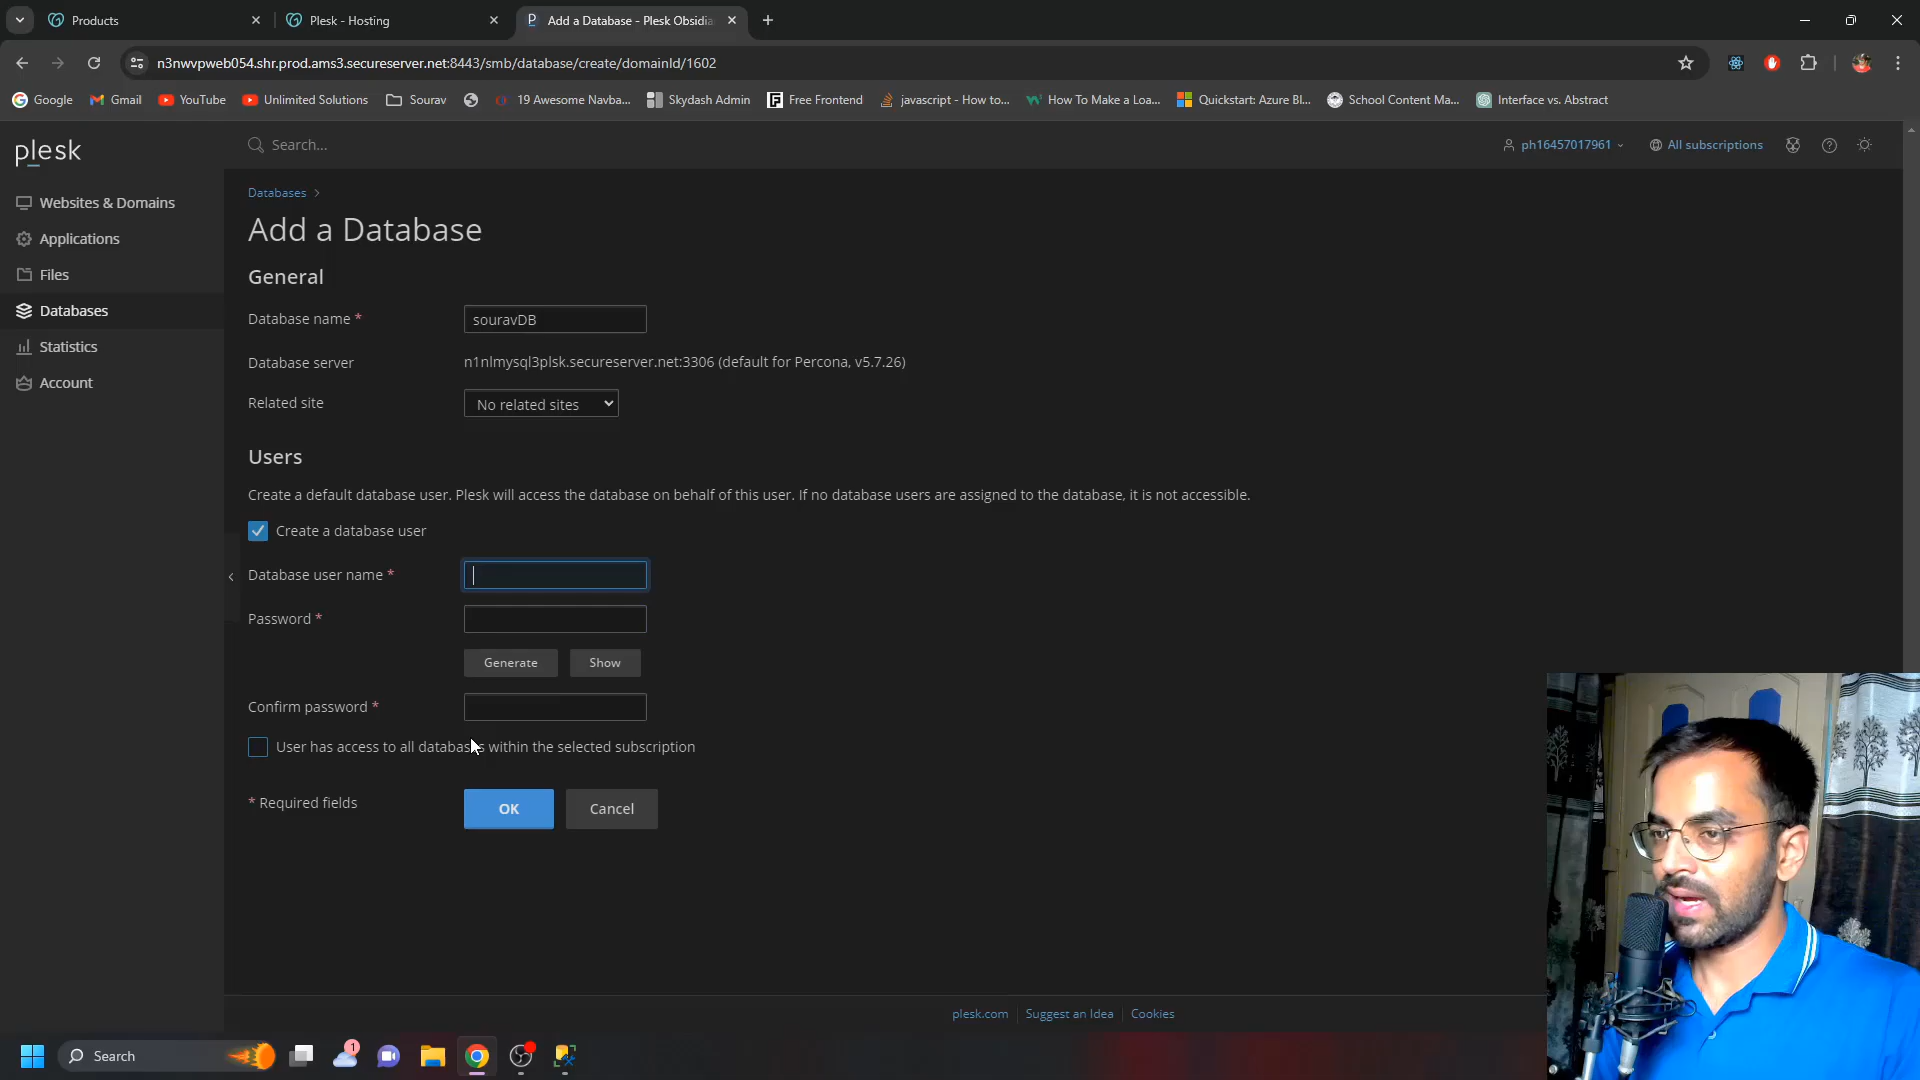 Products
Plesk - Hosting
Add a Database - Plesk Obsidia
n3nwvpweb054.shr.prod.ams3.secureserver.net:8443/smb/database/create/domainId/1602
Google
Gmail
YouTube
Unlimited Solutions
Sourav
19 Awesome Navba...
Skydash Admin
Free Frontend
javascript - How to...
How To Make a Loa...
Quickstart: Azure Bl...
School Content Ma...
Interface vs. Abstract
plesk
Search...
ph16457017961
All subscriptions
Websites & Domains
Applications
Files
Databases
Statistics
Account
Databases >
Add a Database
General
Database name *
souravDB
Database server
n1nlmysql3plsk.secureserver.net:3306 (default for Percona, v5.7.26)
Related site
No related sites
Users
Create a default database user. Plesk will access the database on behalf of this user. If no database users are assigned to the database, it is not accessible.
Create a database user
Database user name *
Password *
Generate
Show
Confirm password *
User has access to all databases within the selected subscription
* Required fields
OK
Cancel
plesk.com
Suggest an Idea
Cookies
Search
1